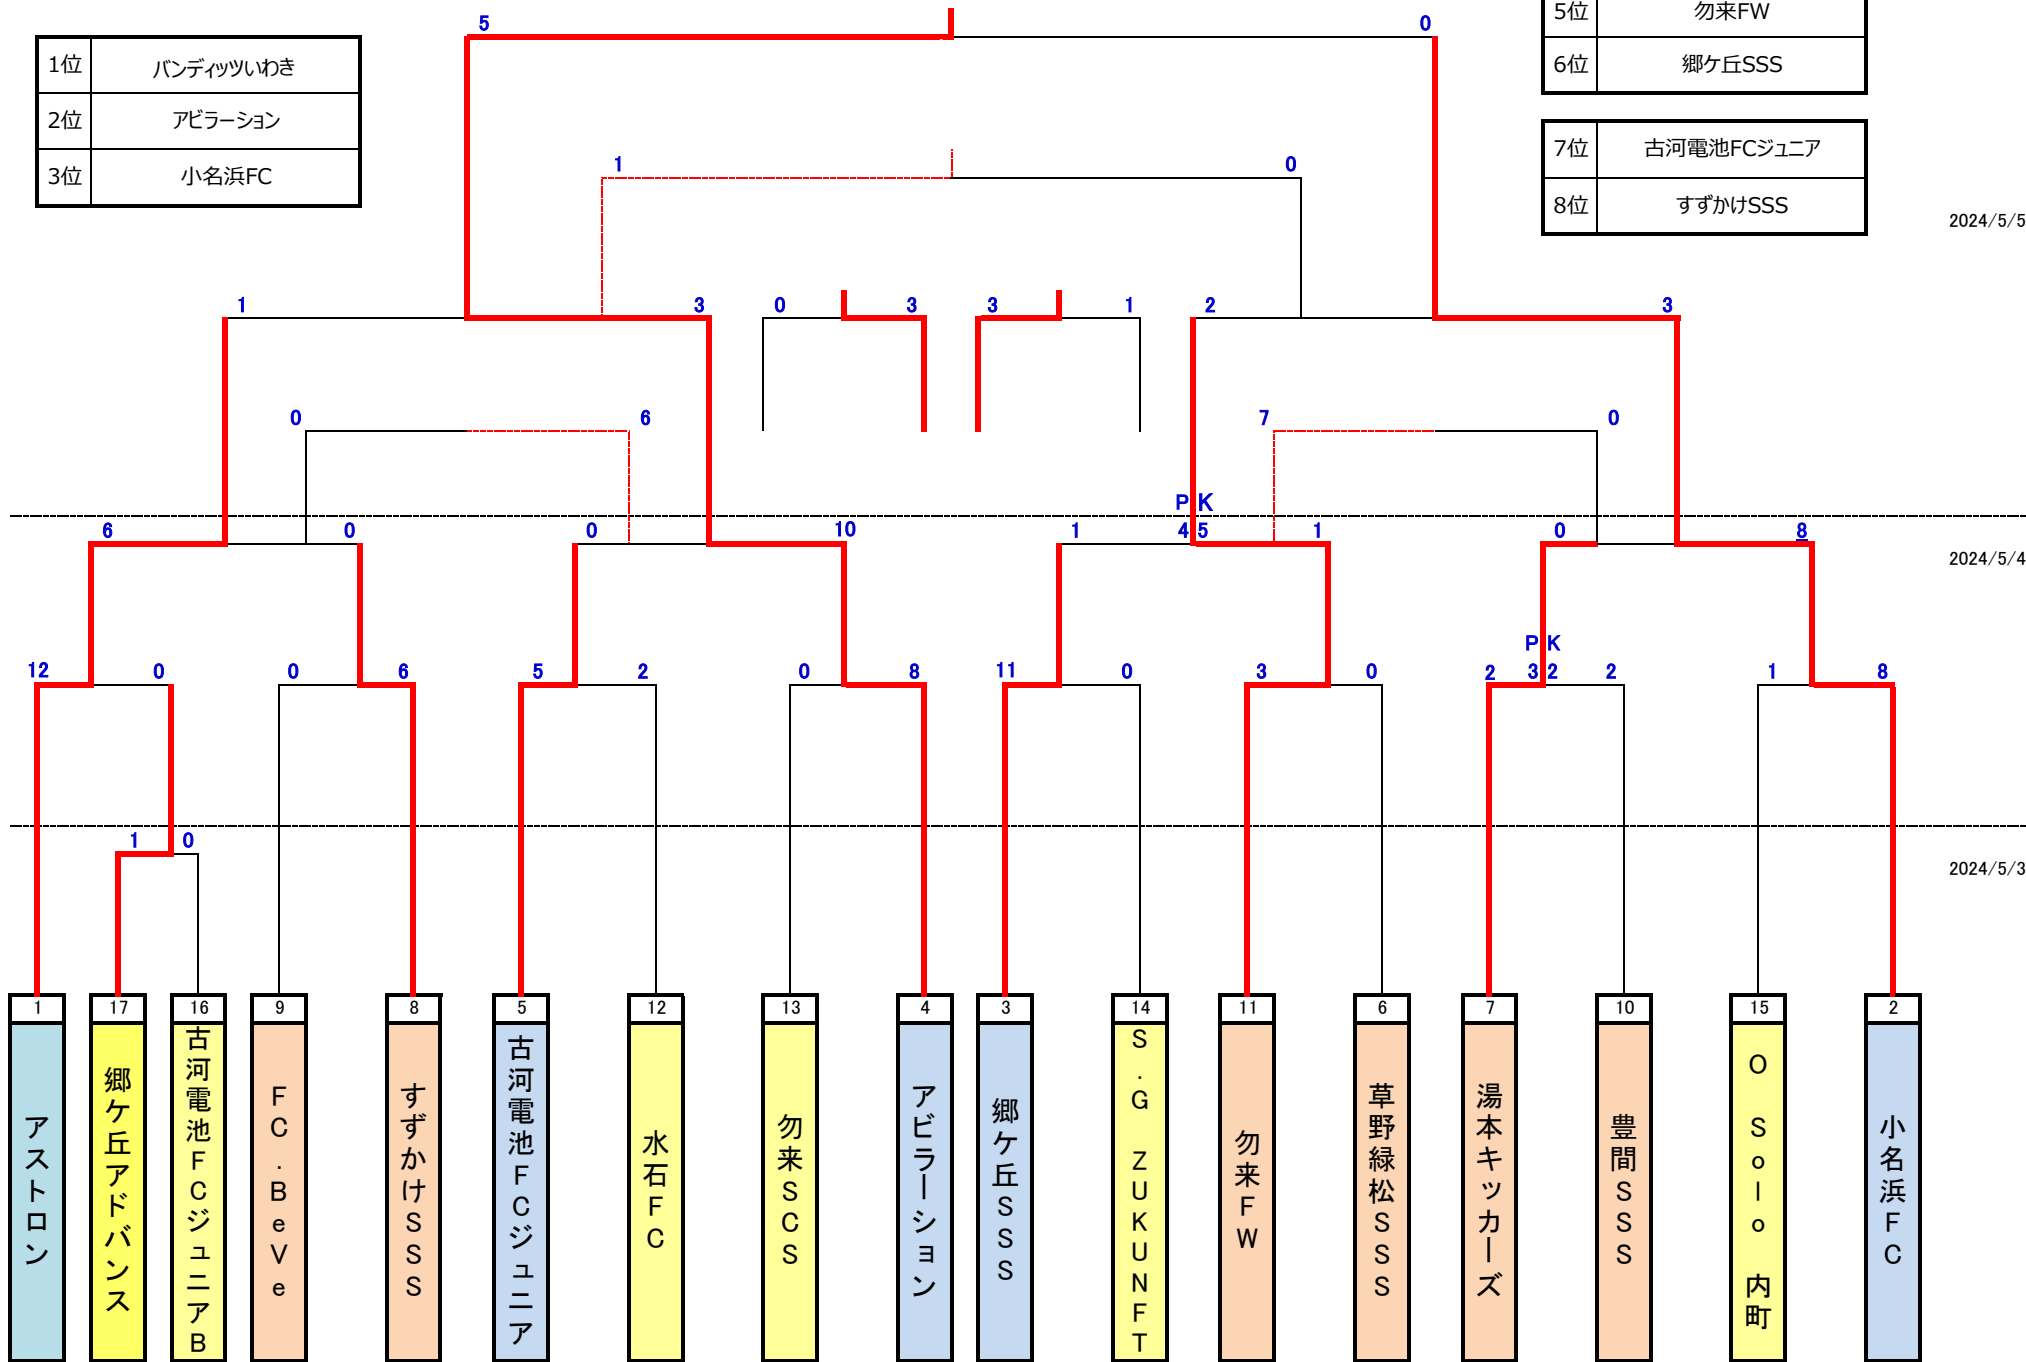 5
0
5位 勿来FW
6位 郷ケ丘SSS
1位 バンディッツいわき
2位 アビラーション
3位 小名浜FC
7位 古河電池FCジュニア
8位 すずかけSSS
1
0
2024/5/5
1
3
0
3
3
1
2
3
0
6
7
0
PK
6
0
0
10
1
4 5
1
0
8
2024/5/4
PK
12
0
0
6
5
2
0
8
11
0
3
0
2
3 2
2
1
8
1
0
2024/5/3
1
17
16
9
8
5
12
13
4
3
14
11
6
7
10
15
2
アストロン
郷ケ丘アドバンス
古河電池FCジュニアB
FC.BeVe
すずかけSSS
古河電池FCジュニア
水石FC
勿来SCS
アビラーション
郷ケ丘SSS
S.G ZUKUNFT
勿来FW
草野緑松SSS
湯本キッカーズ
豊間SSS
O Solo 内町
小名浜FC